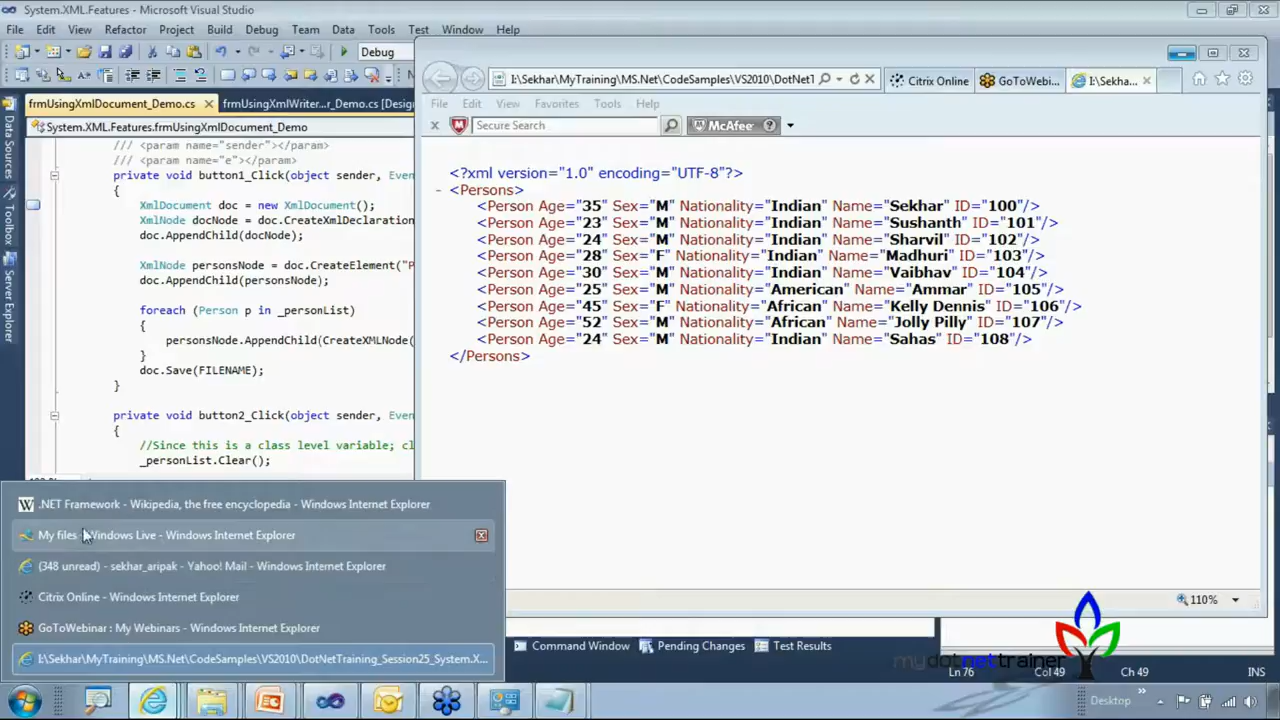 System.XML.Features - Microsoft Visual Studio
File Edit View Refactor Project Build Debug Team Data Tools Test Window Help
Debug
frmUsingXmlDocument_Demo.cs
frmUsingXmlWriter...r_Demo.cs [Desig
System.XML.Features.frmUsingXmlDocument_Demo
Data Sources
Toolbox
Server Explorer
/// <param name="sender"></param>
/// <param name="e"></param>
private void button1_Click(object sender, Even
{
XmlDocument doc = new XmlDocument();
XmlNode docNode = doc.CreateXmlDeclaration
doc.AppendChild(docNode);
XmlNode personsNode = doc.CreateElement("P
doc.AppendChild(personsNode);
foreach (Person p in _personList)
{
personsNode.AppendChild(CreateXMLNode(
}
doc.Save(FILENAME);
}
private void button2_Click(object sender, Even
{
//Since this is a class level variable; cl
_personList.Clear();
I:\Sekhar\MyTraining\MS.Net\CodeSamples\VS2010\DotNetT
Citrix Online
GoToWebi...
I:\Sekha...
File Edit View Favorites Tools Help
Secure Search
McAfee
<?xml version="1.0" encoding="UTF-8"?>
- <Persons>
<Person Age="35" Sex="M" Nationality="Indian" Name="Sekhar" ID="100"/>
<Person Age="23" Sex="M" Nationality="Indian" Name="Sushanth" ID="101"/>
<Person Age="24" Sex="M" Nationality="Indian" Name="Sharvil" ID="102"/>
<Person Age="28" Sex="F" Nationality="Indian" Name="Madhuri" ID="103"/>
<Person Age="30" Sex="M" Nationality="Indian" Name="Vaibhav" ID="104"/>
<Person Age="25" Sex="M" Nationality="American" Name="Ammar" ID="105"/>
<Person Age="45" Sex="F" Nationality="African" Name="Kelly Dennis" ID="106"/>
<Person Age="52" Sex="M" Nationality="African" Name="Jolly Pilly" ID="107"/>
<Person Age="24" Sex="M" Nationality="Indian" Name="Sahas" ID="108"/>
</Persons>
110%
.NET Framework - Wikipedia, the free encyclopedia - Windows Internet Explorer
My files - Windows Live - Windows Internet Explorer
(348 unread) - sekhar_aripak - Yahoo! Mail - Windows Internet Explorer
Citrix Online - Windows Internet Explorer
GoToWebinar : My Webinars - Windows Internet Explorer
I:\Sekhar\MyTraining\MS.Net\CodeSamples\VS2010\DotNetTraining_Session25_System.X...
Command Window Pending Changes Test Results
mydotnettrainer
Ln 76 Col 49 Ch 49 INS
Desktop